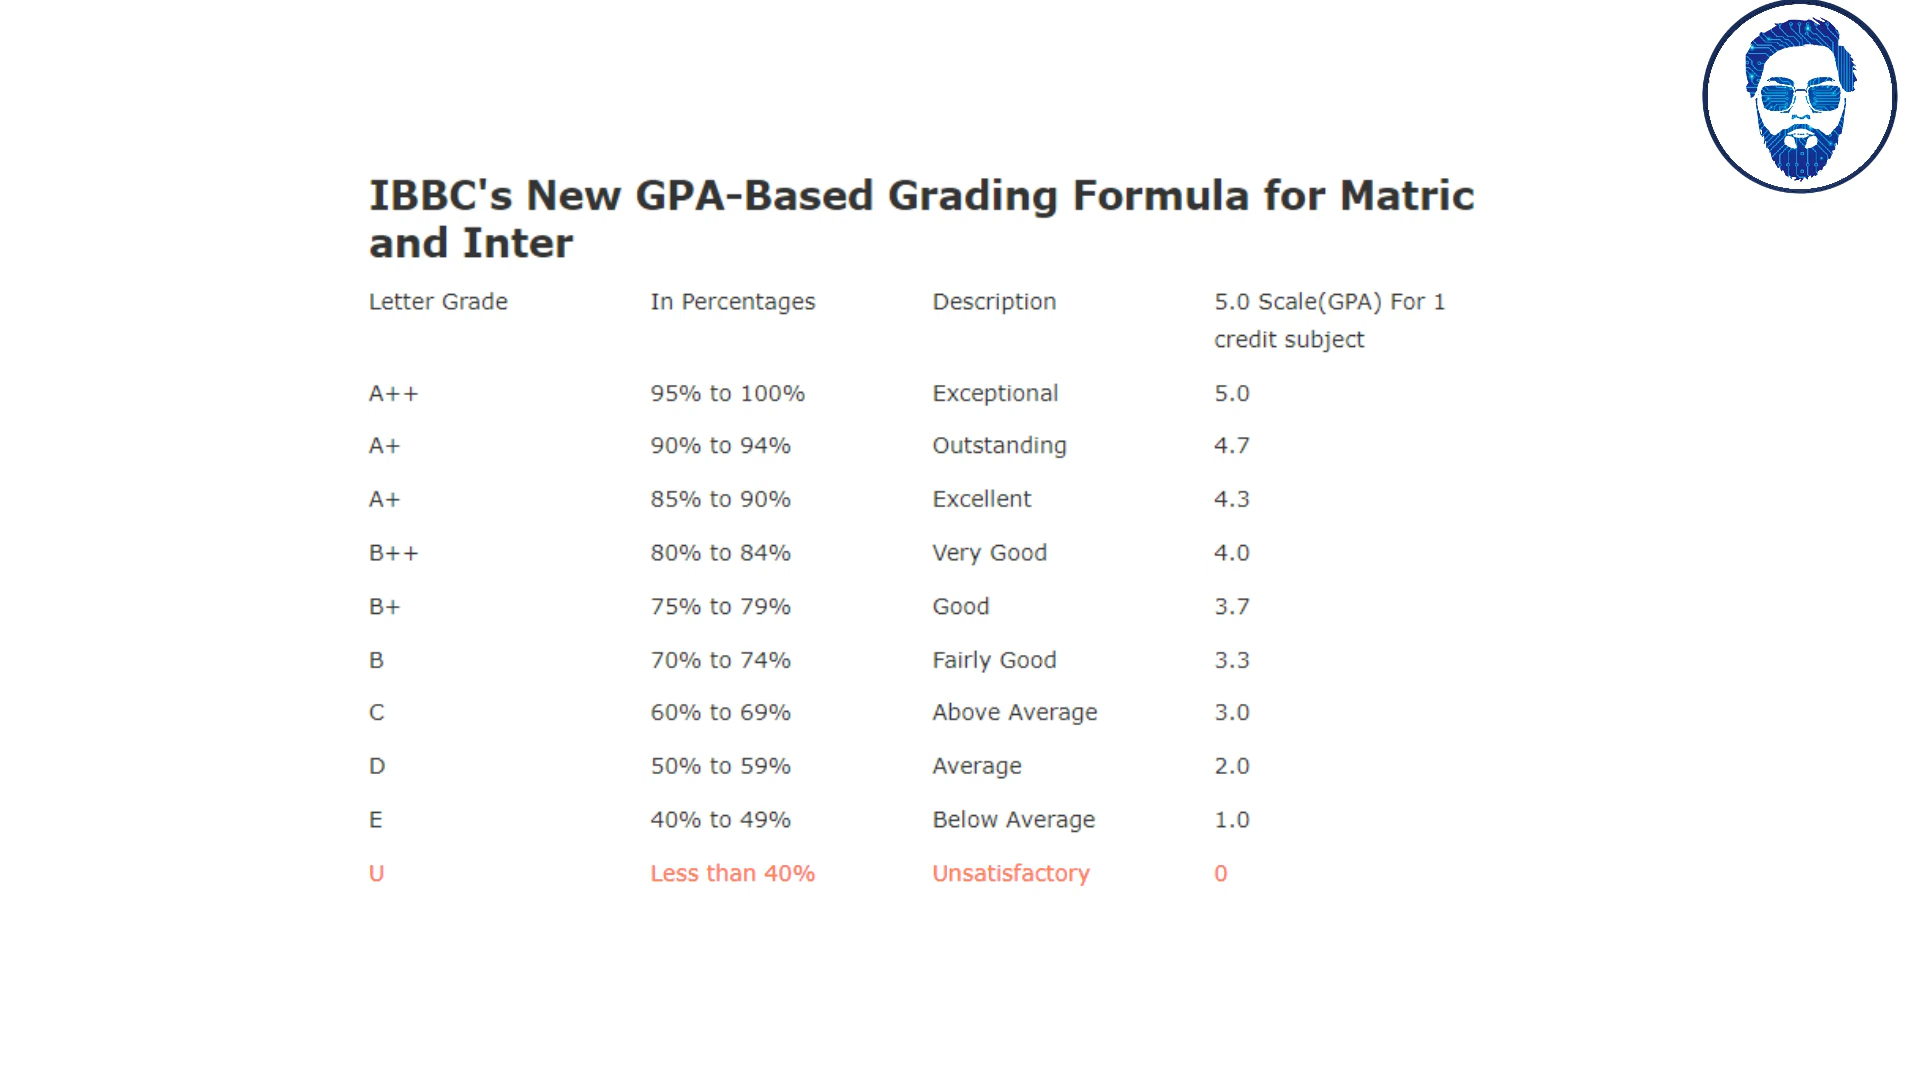 IBBC's New GPA-Based Grading Formula for Matric
and Inter
Letter Grade In Percentages Description 5.0 Scale(GPA) For 1
credit subject
A++ 95% to 100% Exceptional 5.0
A+ 90% to 94% Outstanding 4.7
A+ 85% to 90% Excellent 4.3
B++ 80% to 84% Very Good 4.0
B+ 75% to 79% Good 3.7
B 70% to 74% Fairly Good 3.3
C 60% to 69% Above Average 3.0
D 50% to 59% Average 2.0
E 40% to 49% Below Average 1.0
U Less than 40% Unsatisfactory 0